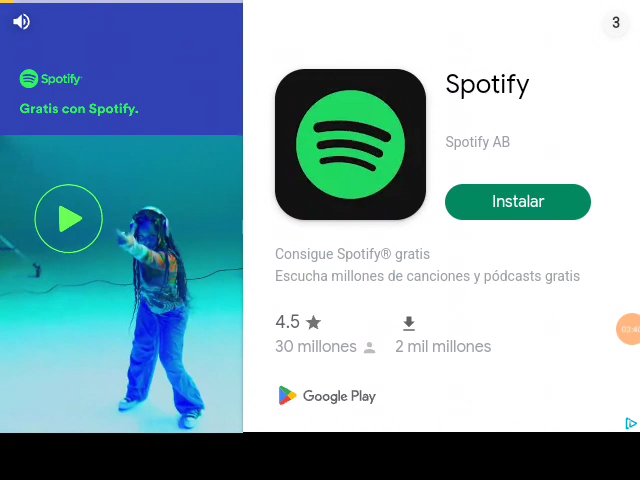 Spotify
Gratis con Spotify.
3
Spotify
Spotify AB
Instalar
Consigue Spotify® gratis
Escucha millones de canciones y pódcasts gratis
4.5
30 millones
2 mil millones
Google Play